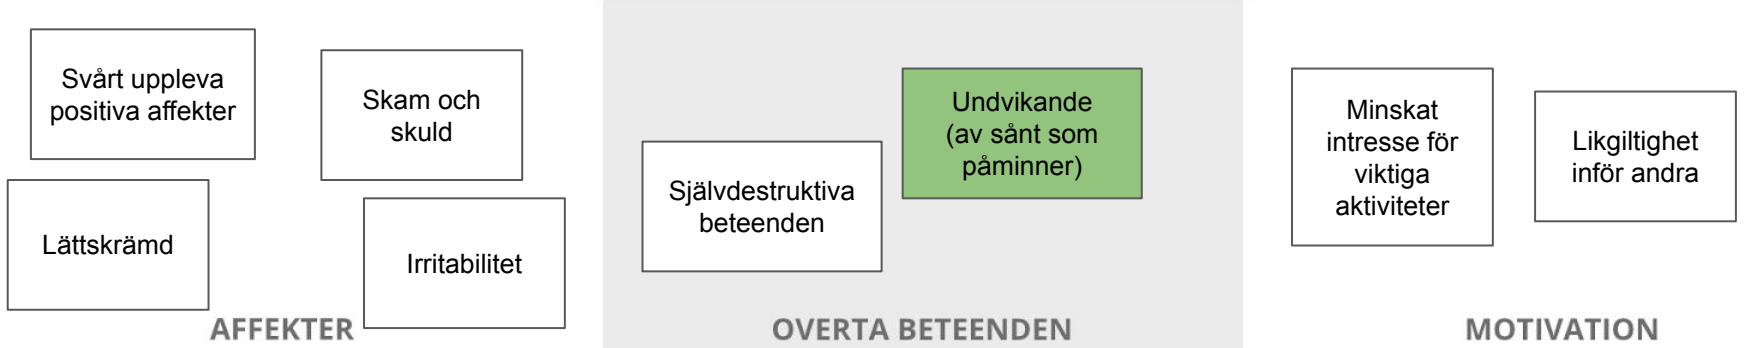 Svårt uppleva
positiva affekter
Skam och
skuld
Lättskrämd
Irritabilitet
AFFEKTER
Undvikande
(av sånt som
påminner)
Självdestruktiva
beteenden
OVERTA BETEENDEN
Minskat
intresse för
viktiga
aktiviteter
Likgiltighet
inför andra
MOTIVATION